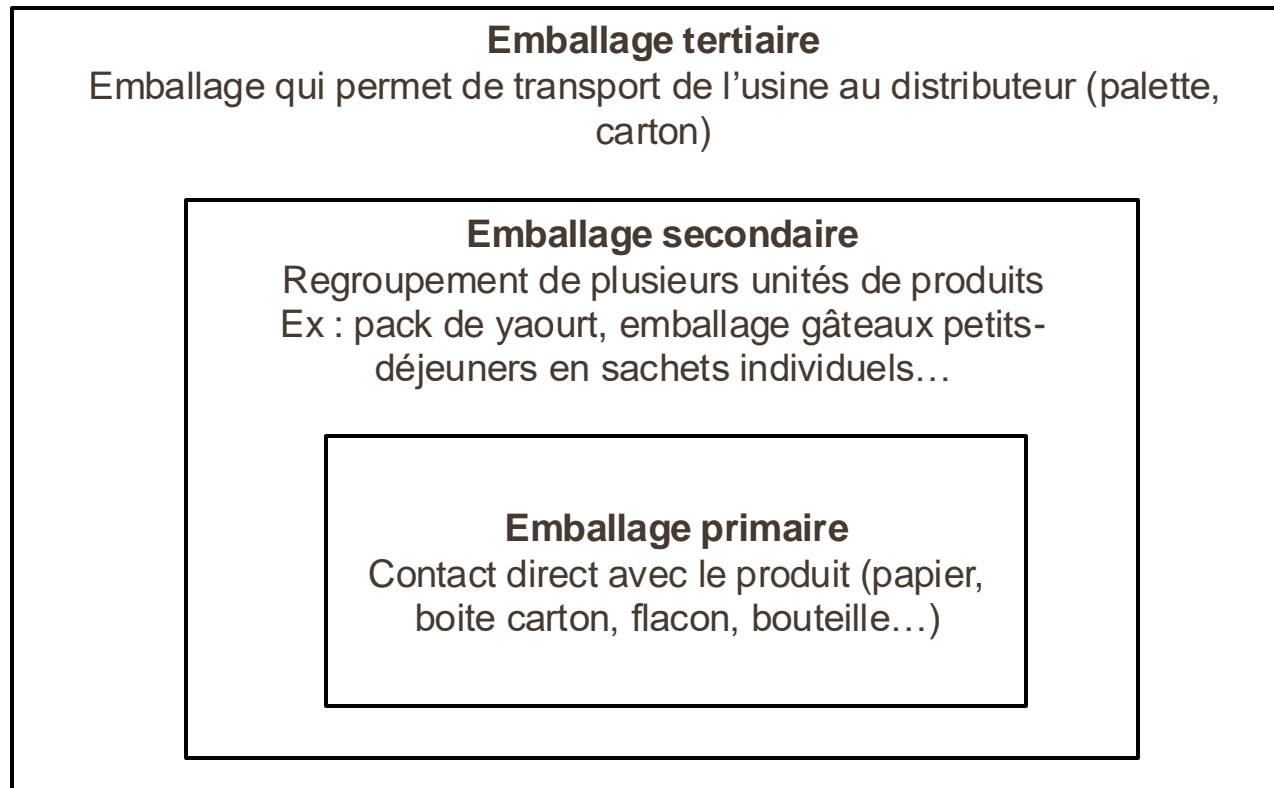 Emballage tertiaire
Emballage qui permet de transport de l’usine au distributeur (palette,
carton)
Emballage secondaire
Regroupement de plusieurs unités de produits
Ex : pack de yaourt, emballage gâteaux petits-
déjeuners en sachets individuels…
Emballage primaire
Contact direct avec le produit (papier,
boite carton, flacon, bouteille…)